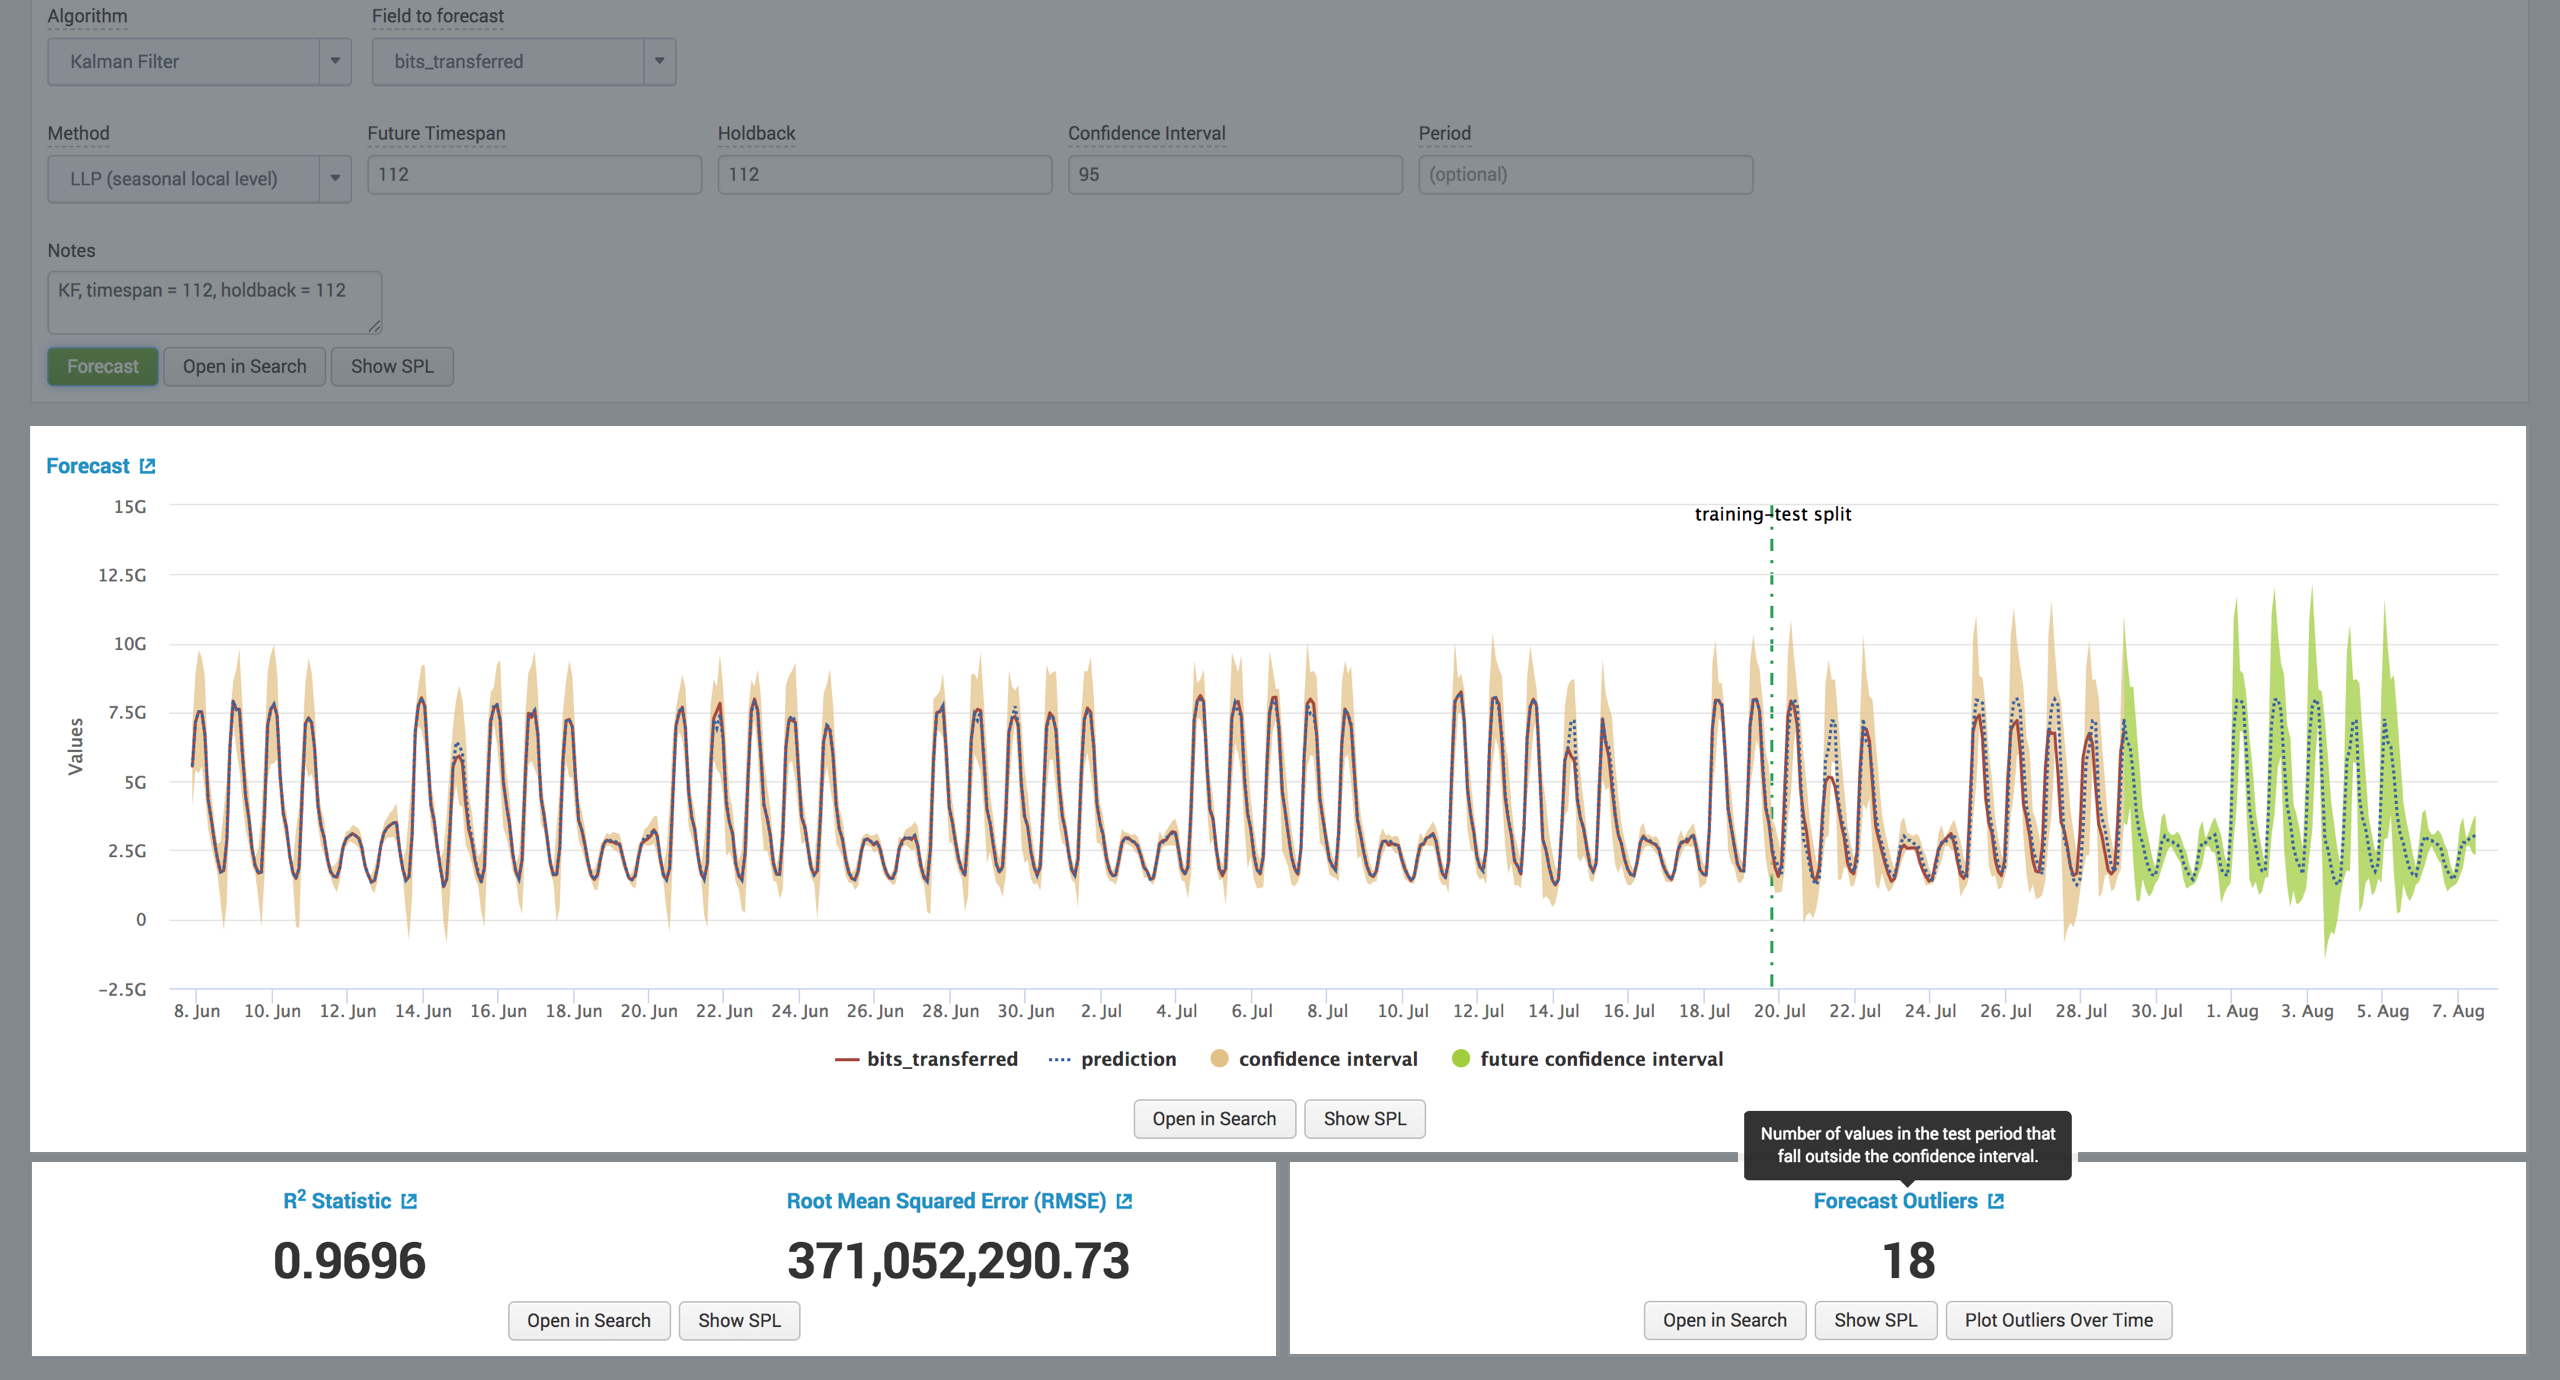 Algorithm Field to forecast
Kalman Filter bits_transferred
Method Future Timespan Holdback Confidence Interval Period
LLP (seasonal local level) 112 112 95 (optional)
Notes
KF, timespan = 112, holdback = 112
Forecast Open in Search Show SPL
Forecast
15G
training-test split
12.5G
10G
7.5G
Values
5G
2.5G
0
−2.5G
8. Jun 10. Jun 12. Jun 14. Jun 16. Jun 18. Jun 20. Jun 22. Jun 24. Jun 26. Jun 28. Jun 30. Jun 2. Jul 4. Jul 6. Jul 8. Jul 10. Jul 12. Jul 14. Jul 16. Jul 18. Jul 20. Jul 22. Jul 24. Jul 26. Jul 28. Jul 30. Jul 1. Aug 3. Aug 5. Aug 7. Aug
bits_transferred prediction confidence interval future confidence interval
Open in Search Show SPL
Number of values in the test period that
fall outside the confidence interval.
R² Statistic Root Mean Squared Error (RMSE) Forecast Outliers
0.9696 371,052,290.73 18
Open in Search Show SPL Open in Search Show SPL Plot Outliers Over Time